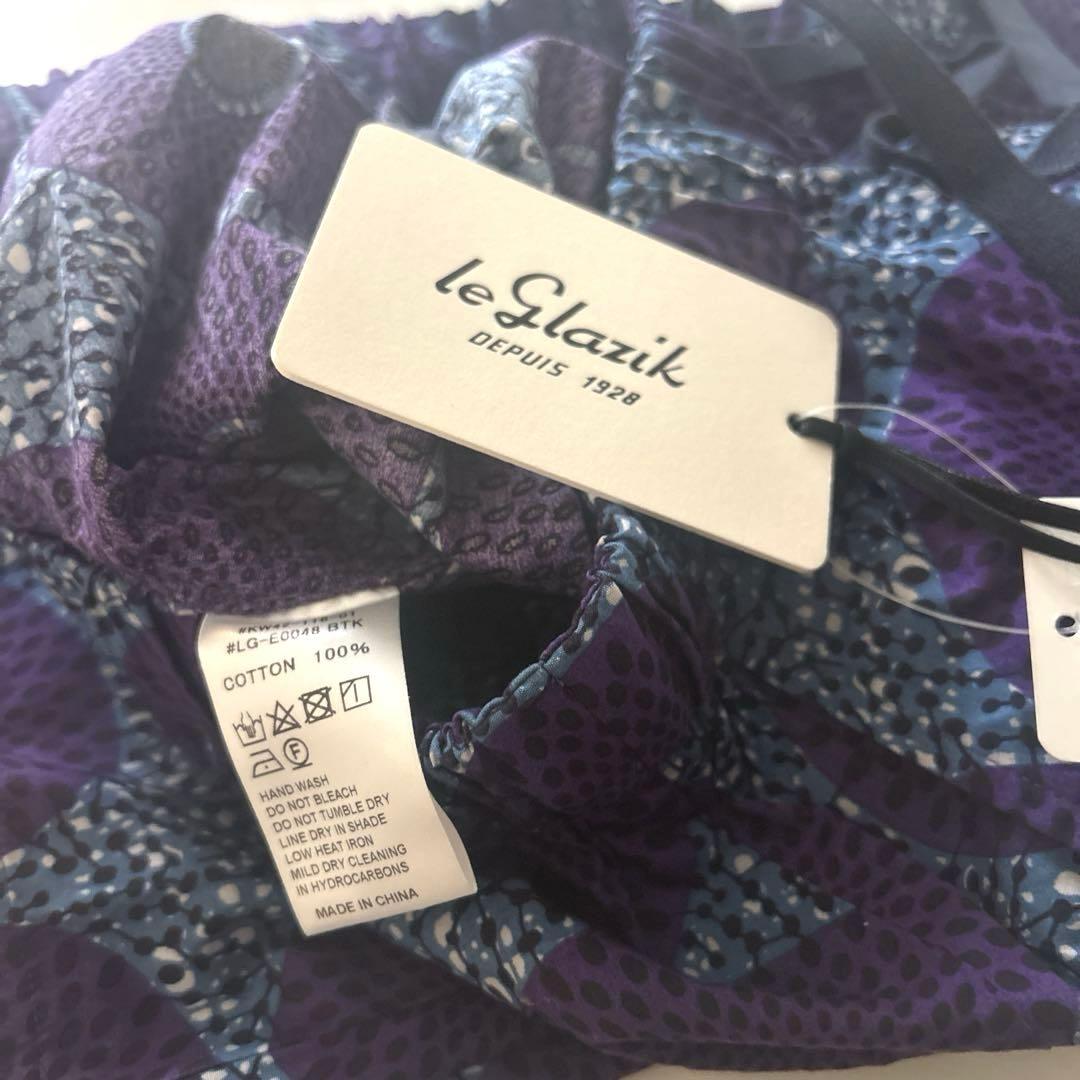 le Glazik
DEPUIS 1928
#LG-E0048 BTK
COTTON 100%
F
HAND WASH
DO NOT BLEACH
DO NOT TUMBLE DRY
LINE DRY IN SHADE
LOW HEAT IRON
MILD DRY CLEANING
IN HYDROCARBONS
MADE IN CHINA